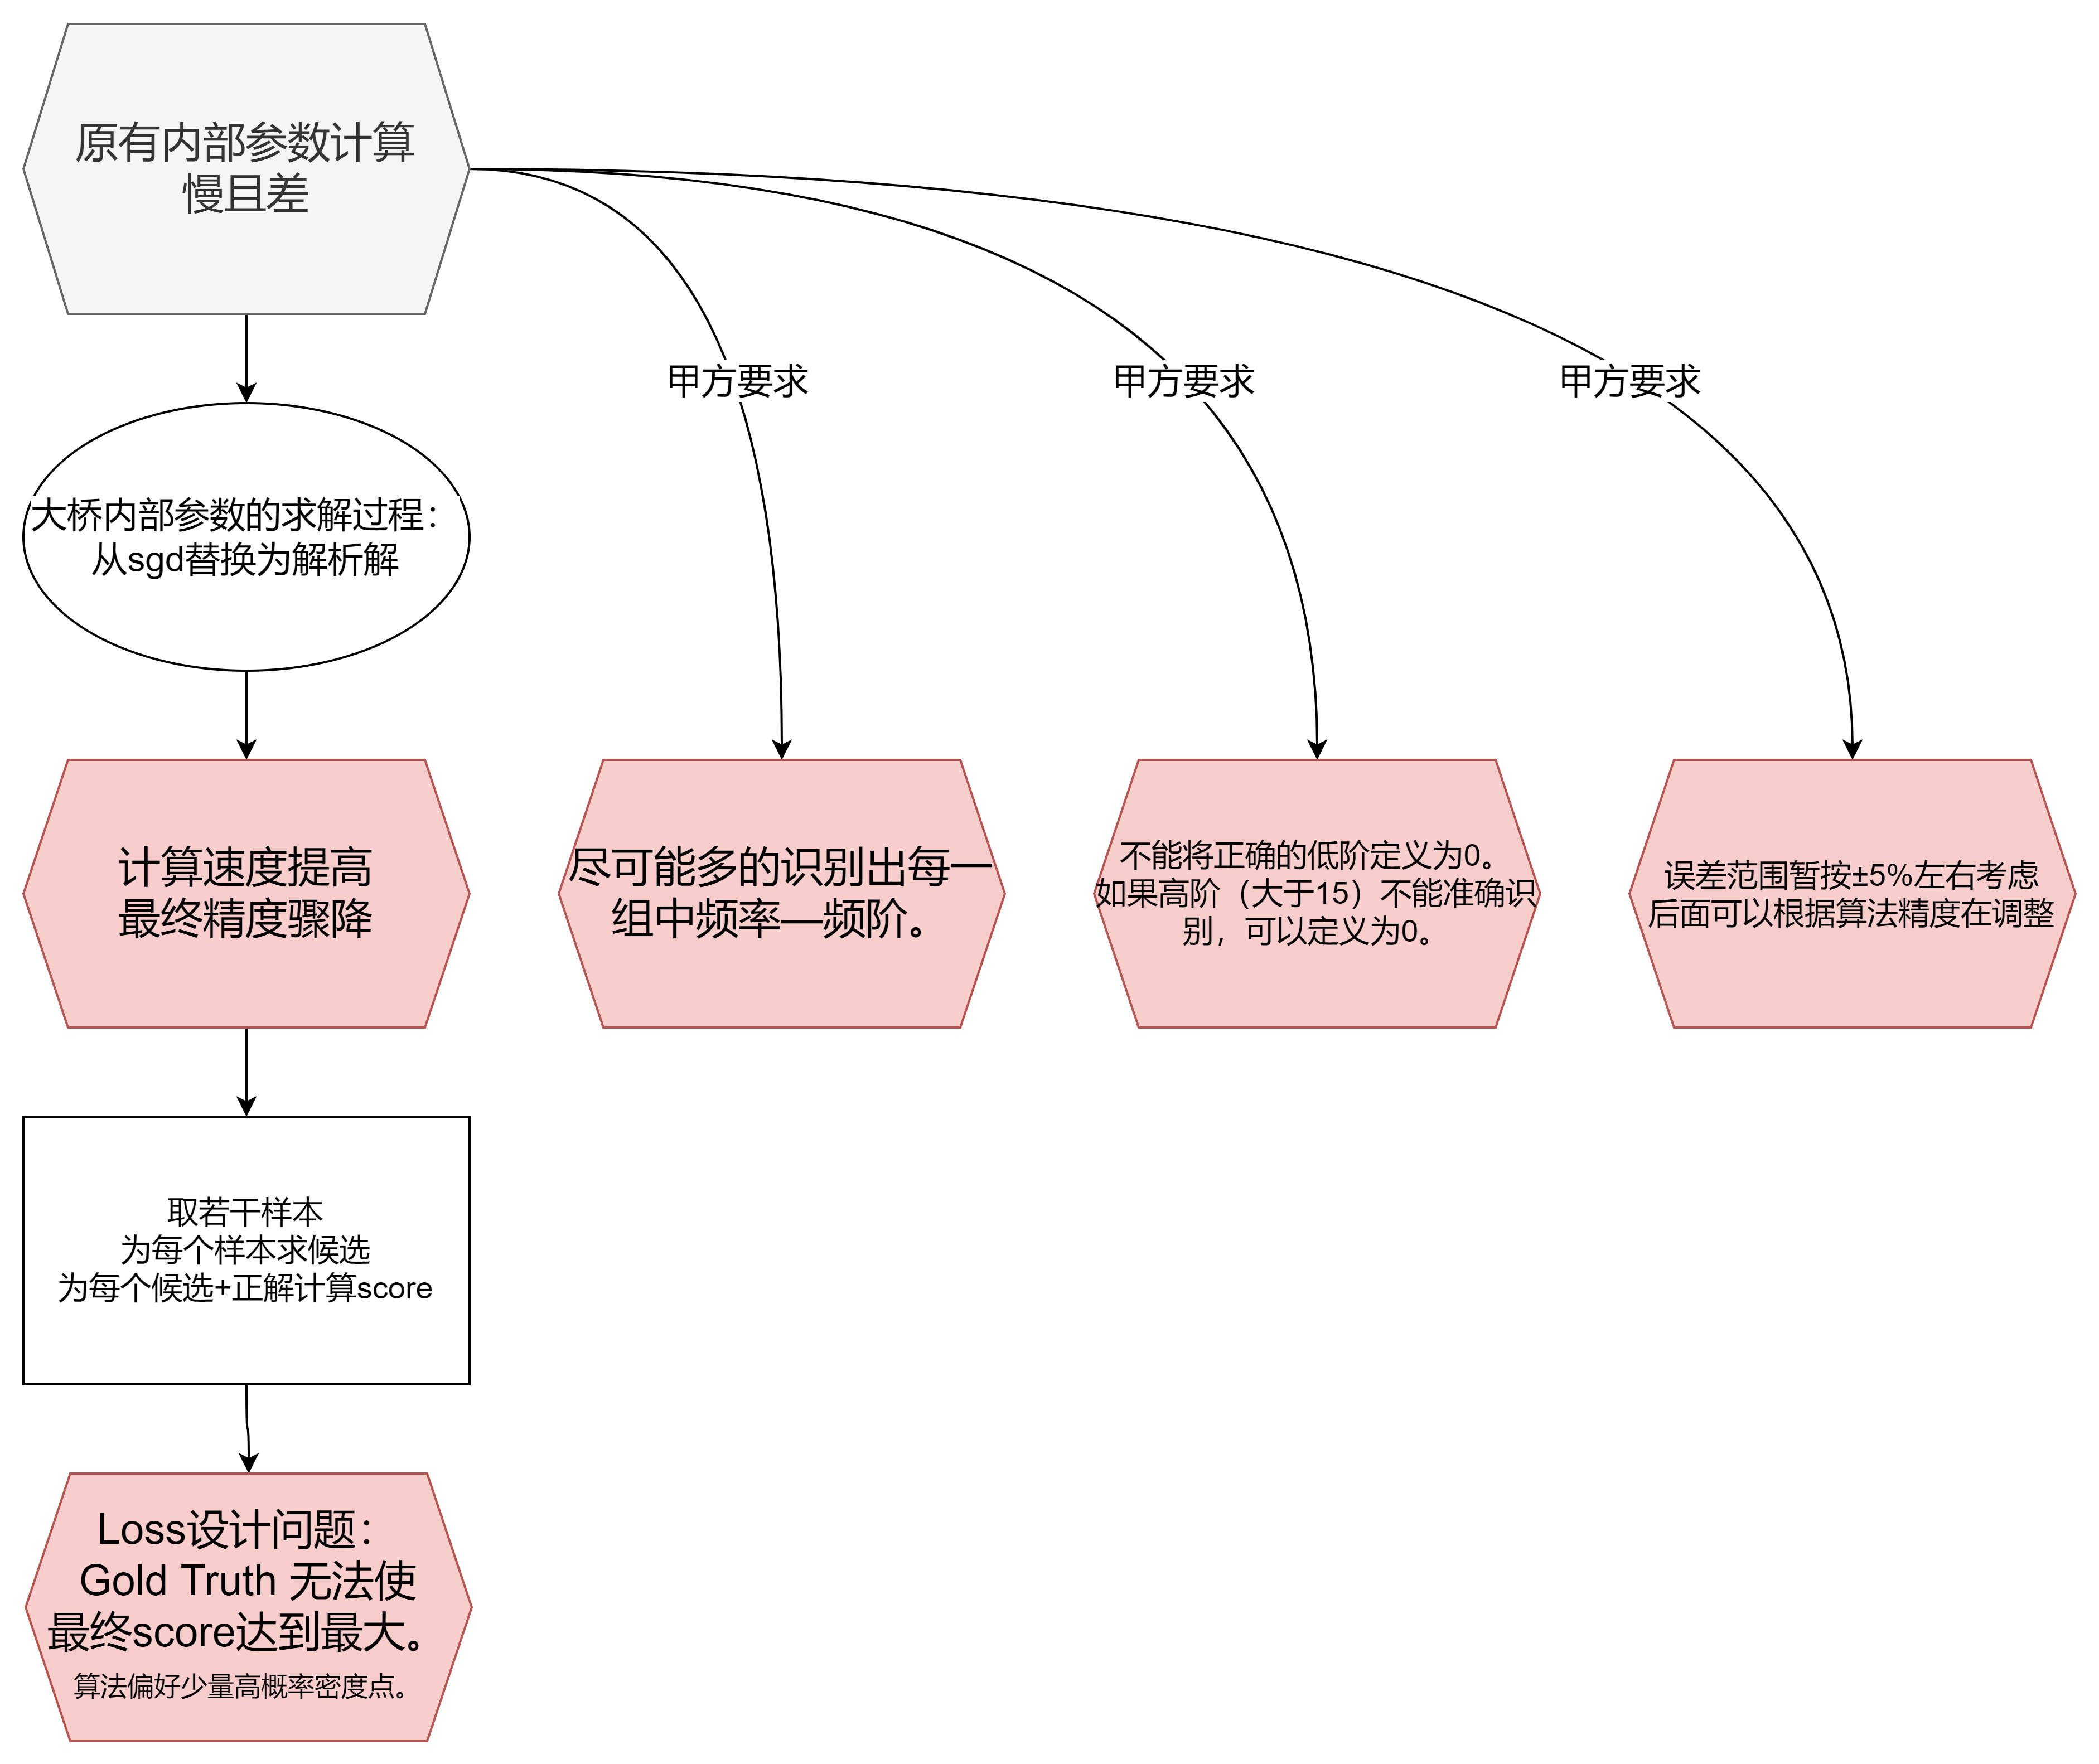 原有内部参数计算
慢且差
甲方要求
甲方要求
甲方要求
大桥内部参数的求解过程：
从sgd替换为解析解
计算速度提高
最终精度骤降
尽可能多的识别出每一
组中频率—频阶。
不能将正确的低阶定义为0。
如果高阶（大于15）不能准确识
别，可以定义为0。
误差范围暂按±5%左右考虑
后面可以根据算法精度在调整
取若干样本
为每个样本求候选
为每个候选+正解计算score
Loss设计问题：
Gold Truth 无法使
最终score达到最大。
算法偏好少量高概率密度点。